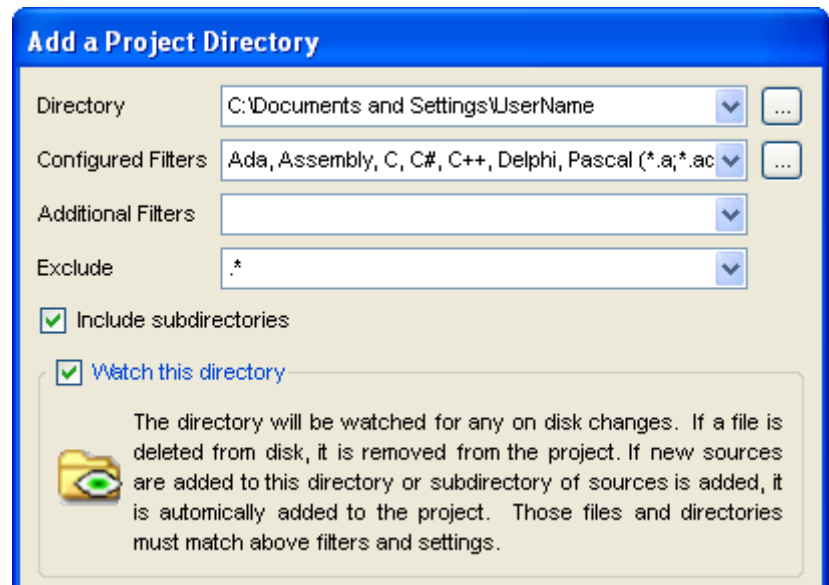 Add a Project Directory
Directory C:\Documents and Settings\UserName ...
Configured Filters Ada, Assembly, C, C#, C++, Delphi, Pascal (*.a;*.ac ...
Additional Filters
Exclude .*
Include subdirectories
Watch this directory
The directory will be watched for any on disk changes. If a file is
deleted from disk, it is removed from the project. If new sources
are added to this directory or subdirectory of sources is added, it
is automically added to the project. Those files and directories
must match above filters and settings.